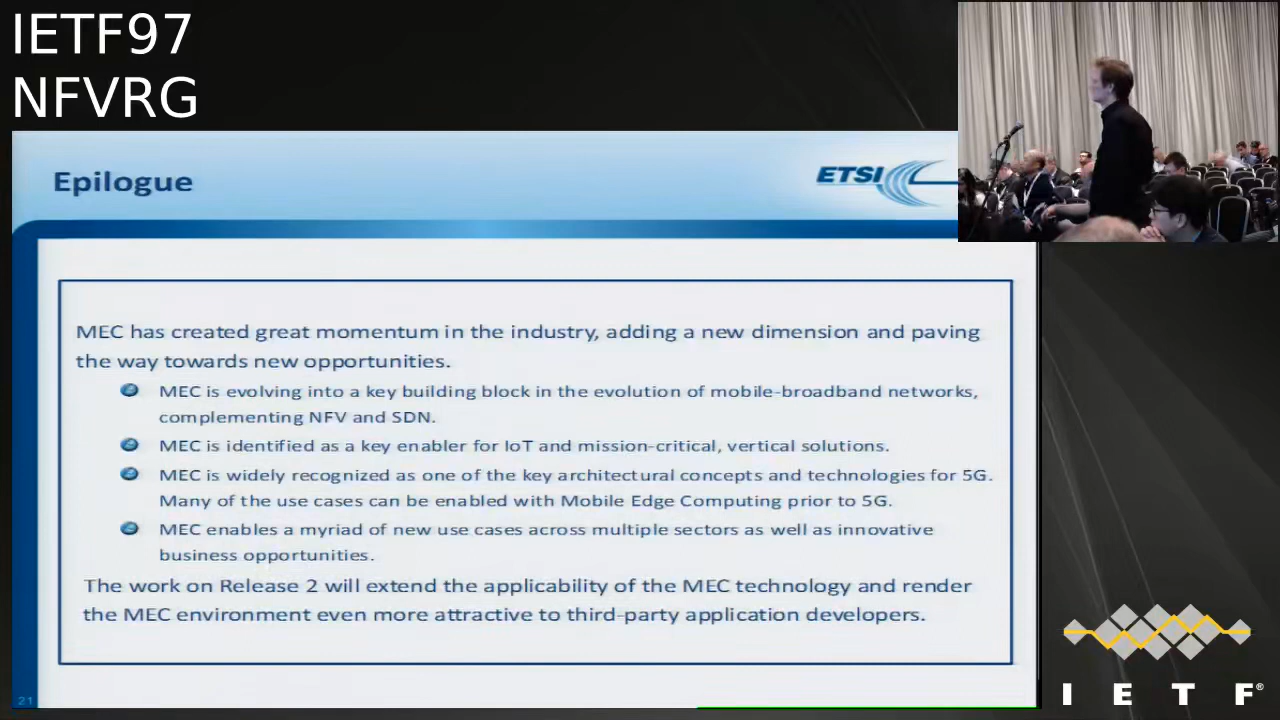 IETF97
NFVRG
Epilogue
ETSI
MEC has created great momentum in the industry, adding a new dimension and paving
the way towards new opportunities.
MEC is evolving into a key building block in the evolution of mobile-broadband networks,
complementing NFV and SDN.
MEC is identified as a key enabler for IoT and mission-critical, vertical solutions.
MEC is widely recognized as one of the key architectural concepts and technologies for 5G.
Many of the use cases can be enabled with Mobile Edge Computing prior to 5G.
MEC enables a myriad of new use cases across multiple sectors as well as innovative
business opportunities.
The work on Release 2 will extend the applicability of the MEC technology and render
the MEC environment even more attractive to third-party application developers.
21
I E T F®